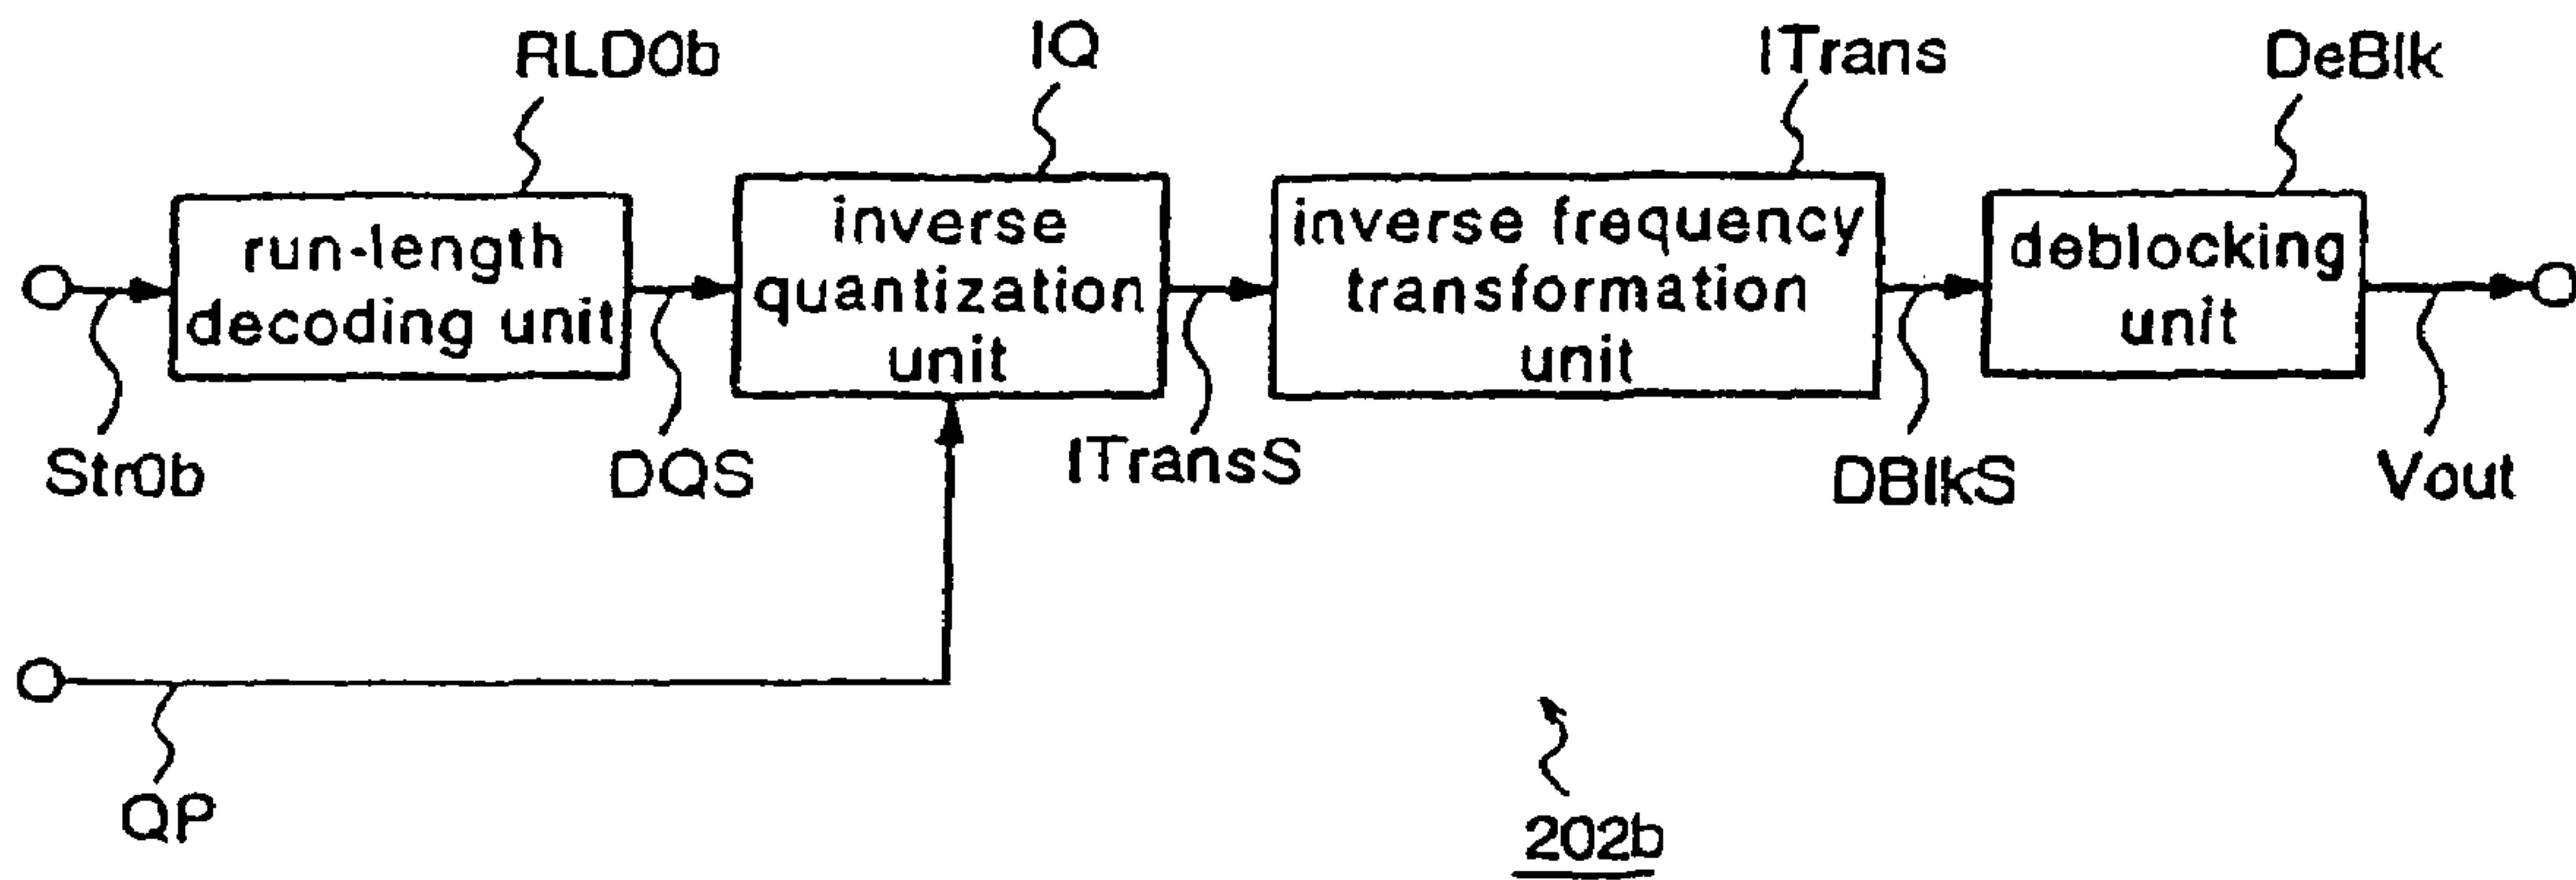 RLD0b
IQ
ITrans
DeBlk
run-length
decoding unit
inverse
quantization
unit
inverse frequency
transformation
unit
deblocking
unit
Str0b
DQS
ITransS
DBlkS
Vout
QP
202b